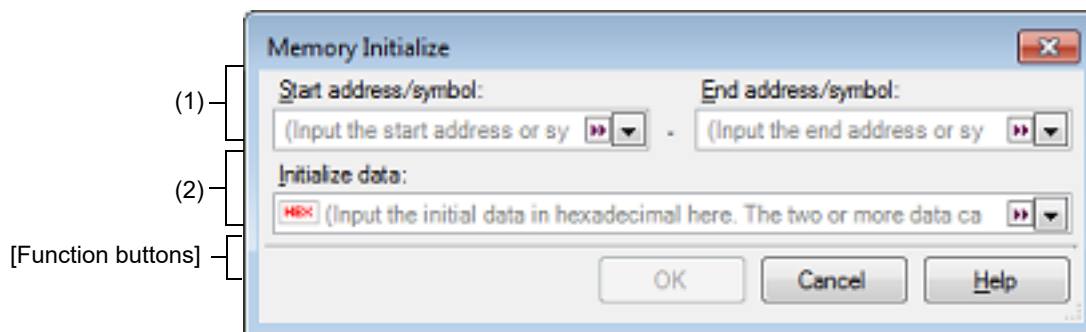 Memory Initialize
(1)
Start address/symbol: End address/symbol:
(Input the start address or sy - (Input the end address or sy
(2)
Initialize data:
HEX (Input the initial data in hexadecimal here. The two or more data ca
[Function buttons]
OK Cancel Help